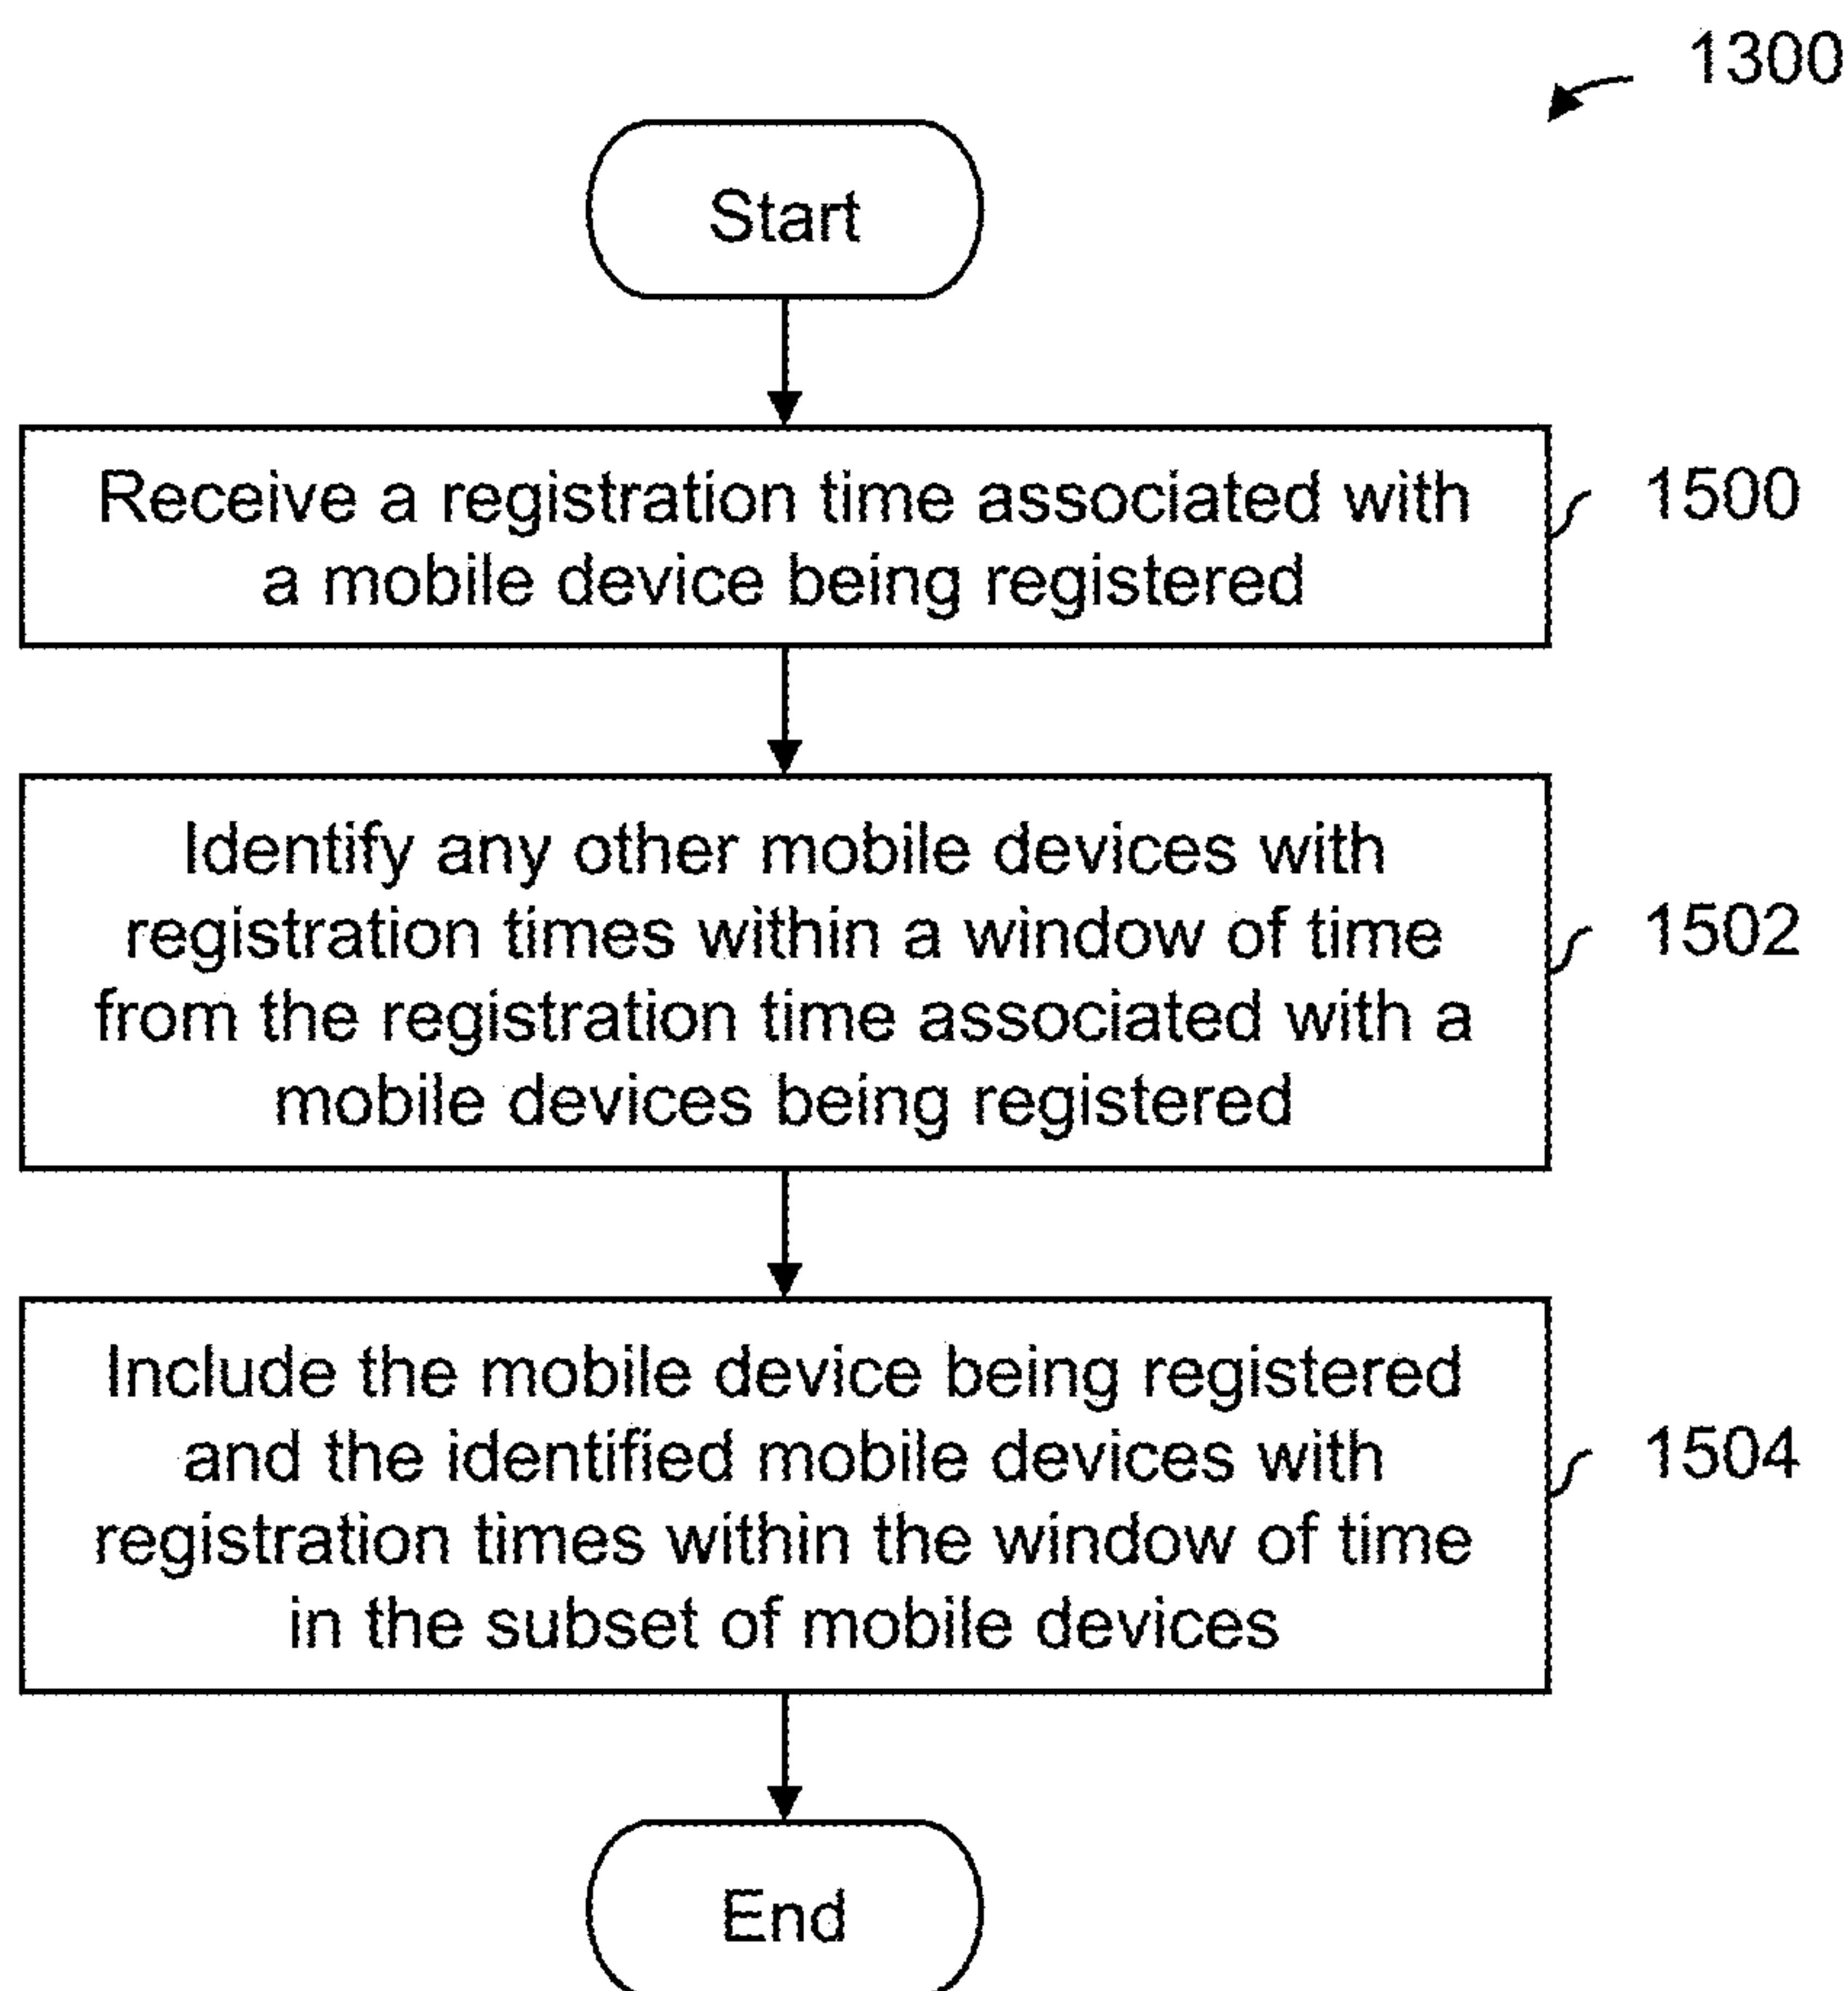 1300
Start
Receive a registration time associated with
a mobile device being registered
1500
Identify any other mobile devices with
registration times within a window of time
from the registration time associated with a
mobile devices being registered
1502
Include the mobile device being registered
and the identified mobile devices with
registration times within the window of time
in the subset of mobile devices
1504
End